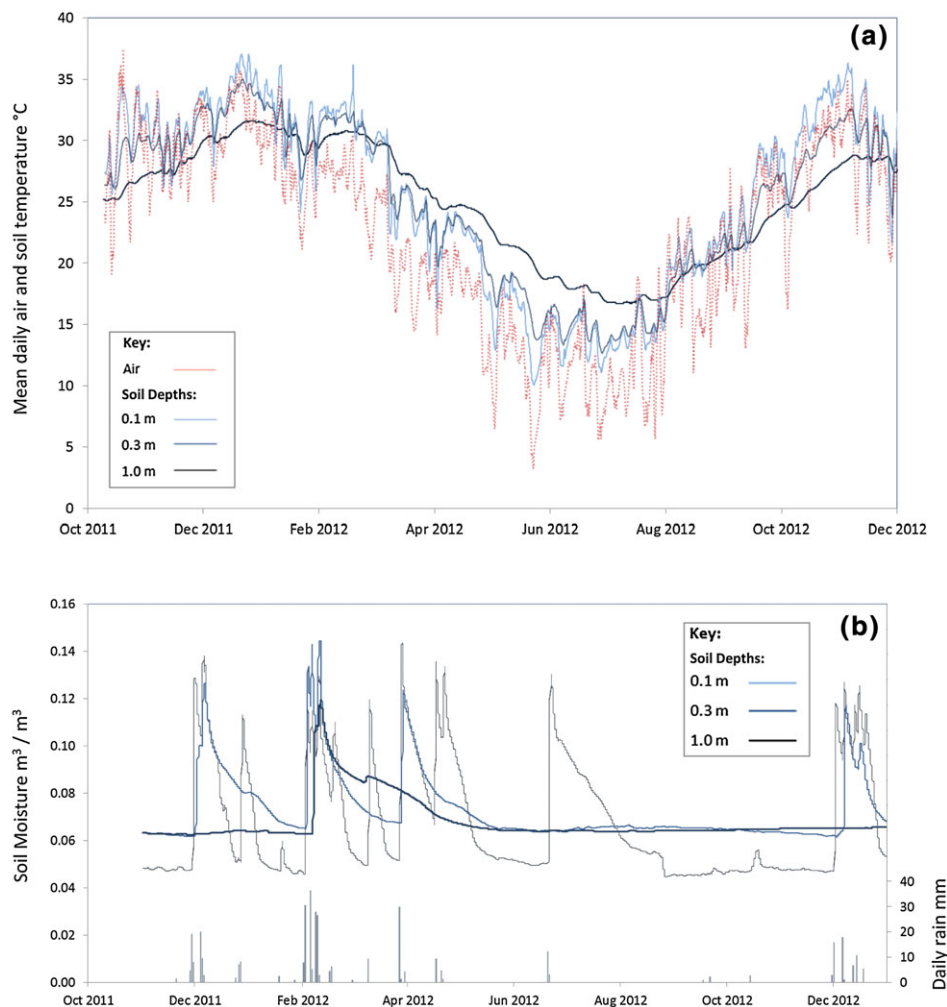 (a)
Mean daily air and soil temperature °C
40
35
30
25
20
15
10
5
0
Key:
Air
Soil Depths:
0.1 m
0.3 m
1.0 m
Oct 2011 Dec 2011 Feb 2012 Apr 2012 Jun 2012 Aug 2012 Oct 2012 Dec 2012
(b)
Soil Moisture m³ / m³
0.16
0.14
0.12
0.10
0.08
0.06
0.04
0.02
0.00
Key:
Soil Depths:
0.1 m
0.3 m
1.0 m
40
30
20
10
0
Daily rain mm
Oct 2011 Dec 2011 Feb 2012 Apr 2012 Jun 2012 Aug 2012 Oct 2012 Dec 2012